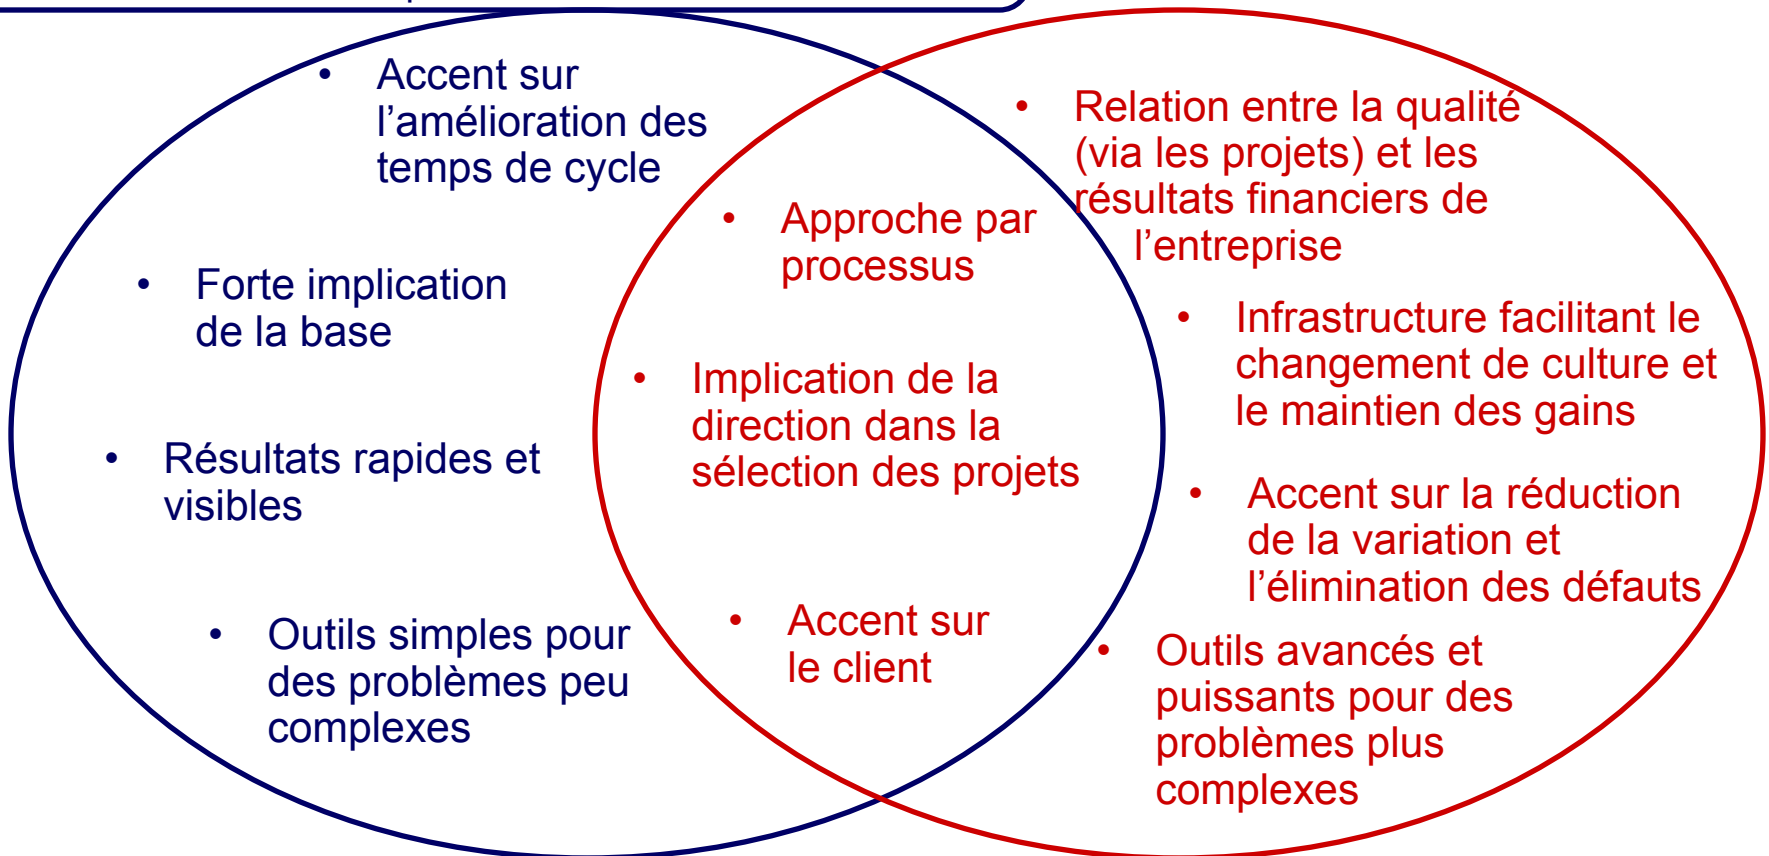 • Accent sur
l’amélioration des
temps de cycle
• Forte implication
de la base
• Résultats rapides et
visibles
• Outils simples pour
des problèmes peu
complexes
• Approche par
processus
• Implication de la
direction dans la
sélection des projets
• Accent sur
le client
• Relation entre la qualité
(via les projets) et les
résultats financiers de
l’entreprise
• Infrastructure facilitant le
changement de culture et
le maintien des gains
• Accent sur la réduction
de la variation et
l’élimination des défauts
• Outils avancés et
puissants pour des
problèmes plus
complexes